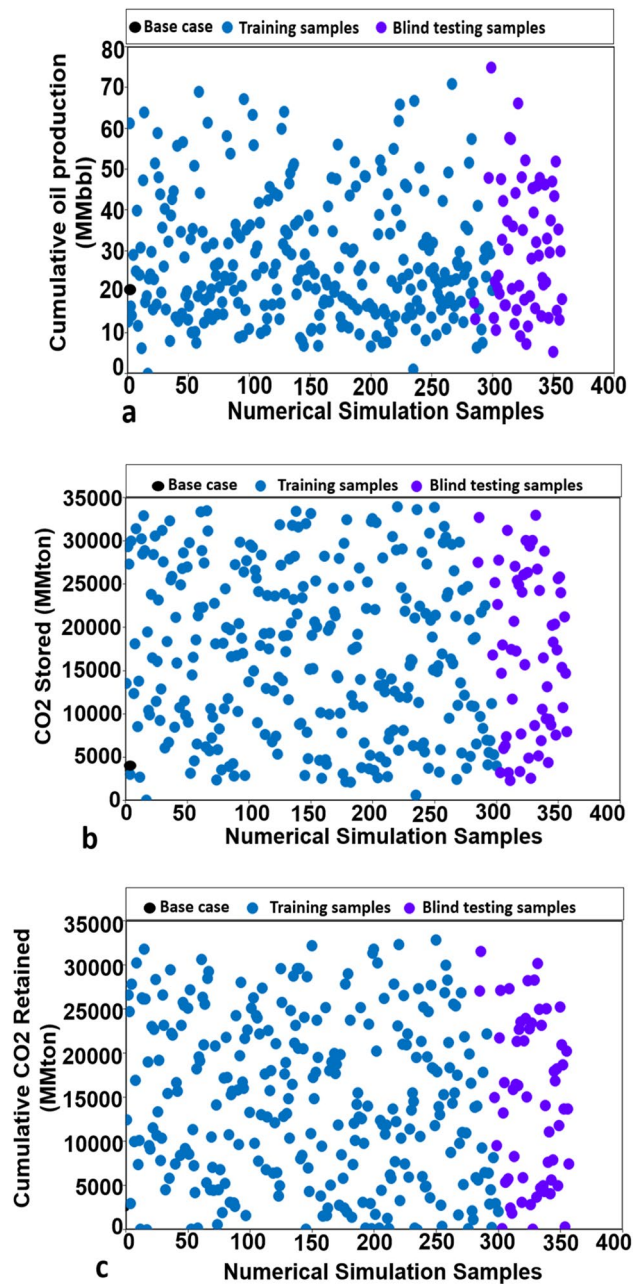 Base case Training samples Blind testing samples
80
70
60
50
40
30
20
10
0
Cumulative oil production
(MMbbl)
0 50 100 150 200 250 300 350 400
a
Numerical Simulation Samples
Base case Training samples Blind testing samples
35000
30000
25000
20000
15000
10000
5000
0
CO2 Stored (MMton)
0 50 100 150 200 250 300 350 400
b
Numerical Simulation Samples
Base case Training samples Blind testing samples
35000
30000
25000
20000
15000
10000
5000
0
Cumulative CO2 Retained
(MMton)
0 50 100 150 200 250 300 350 400
c
Numerical Simulation Samples